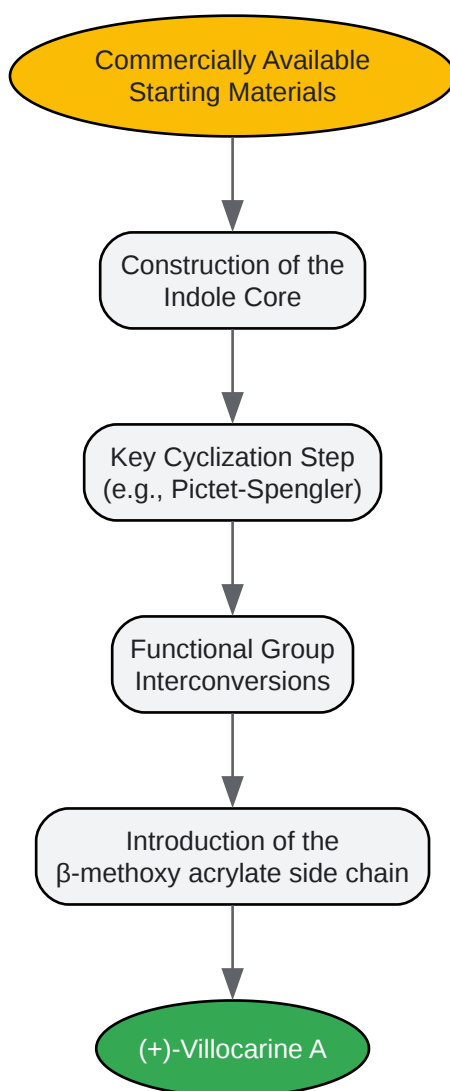 Commercially Available
Starting Materials
Construction of the
Indole Core
Key Cyclization Step
(e.g., Pictet-Spengler)
Functional Group
Interconversions
Introduction of the
β-methoxy acrylate side chain
(+)-Villocarine A